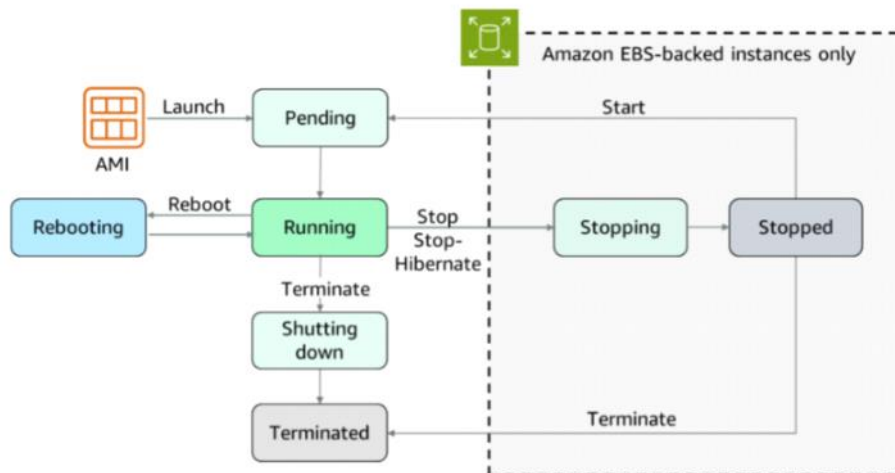 Amazon EBS-backed instances only
Launch
Pending
Start
AMI
Rebooting
Reboot
Running
Stop
Stop-
Hibernate
Stopping
Stopped
Terminate
Shutting
down
Terminated
Terminate